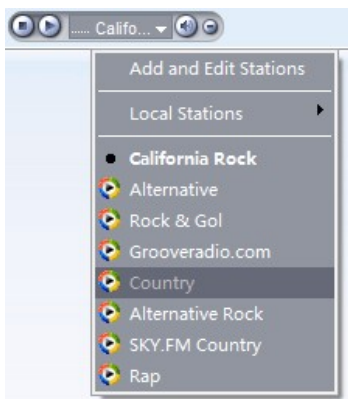 ...... Califo...
Add and Edit Stations
Local Stations
California Rock
Alternative
Rock & Gol
Grooveradio.com
Country
Alternative Rock
SKY.FM Country
Rap